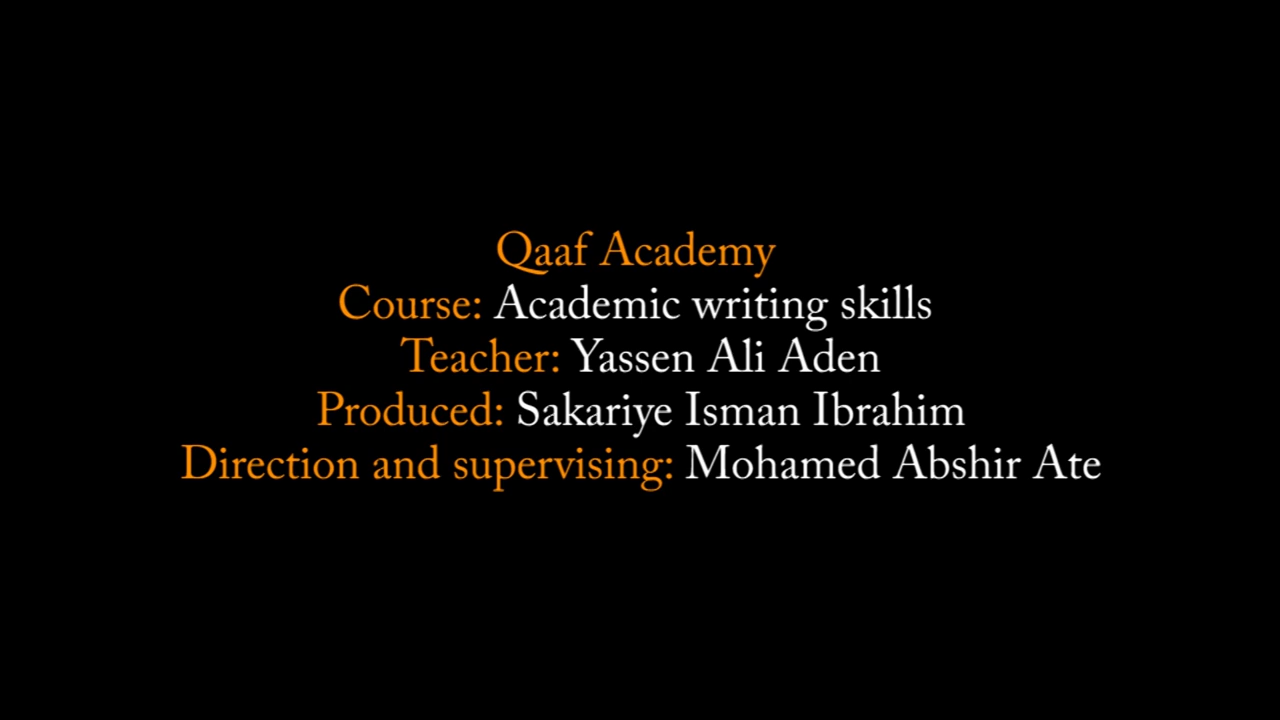 Qaaf Academy
Course: Academic writing skills
Teacher: Yassen Ali Aden
Produced: Sakariye Isman Ibrahim
Direction and supervising: Mohamed Abshir Ate